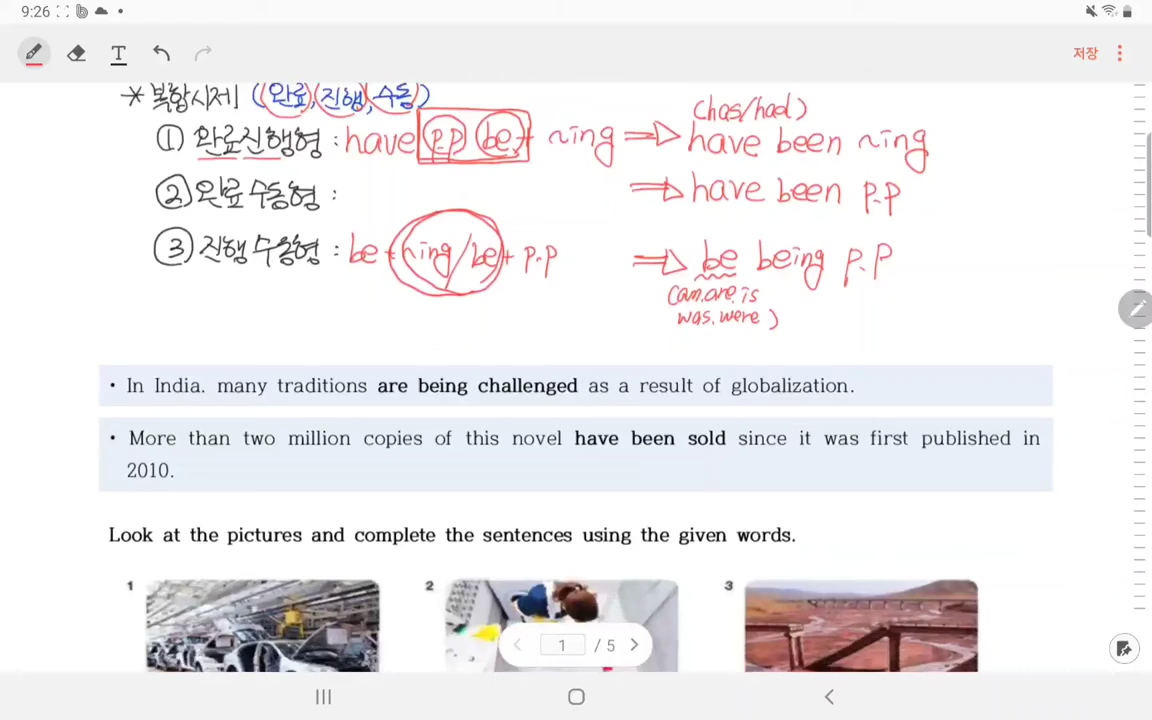 9:26
저장
* 복합시제 (완료, 진행, 수동)
(has/had)
① 완료진행형 : have p.p be + ~ing ⇒ have been ~ing
② 완료수동형 : ⇒ have been p.p
③ 진행수동형 : be + ~ing/be + p.p ⇒ be being p.p
(am.are.is
was.were)
• In India. many traditions are being challenged as a result of globalization.
• More than two million copies of this novel have been sold since it was first published in
2010.
Look at the pictures and complete the sentences using the given words.
1 2 3
1 / 5